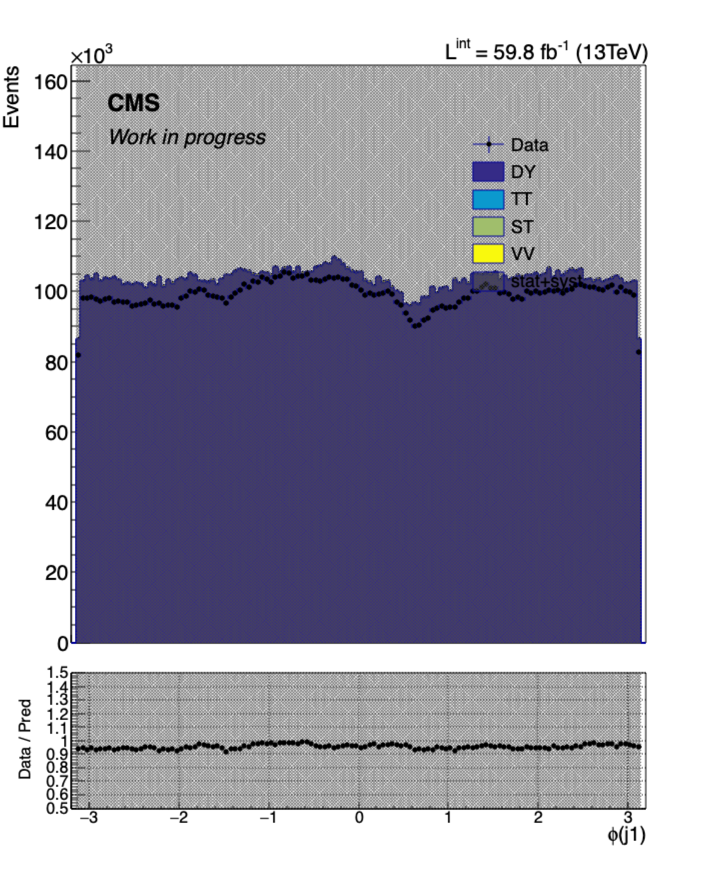 ×10³
L^int = 59.8 fb⁻¹ (13TeV)
Events
160
CMS
Work in progress
140
Data
DY
TT
120
ST
VV
stat+syst
100
80
60
40
20
0
Data / Pred
1.5
1.4
1.3
1.2
1.1
1
0.9
0.8
0.7
0.6
0.5
−3 −2 −1 0 1 2 3
ϕ(j1)